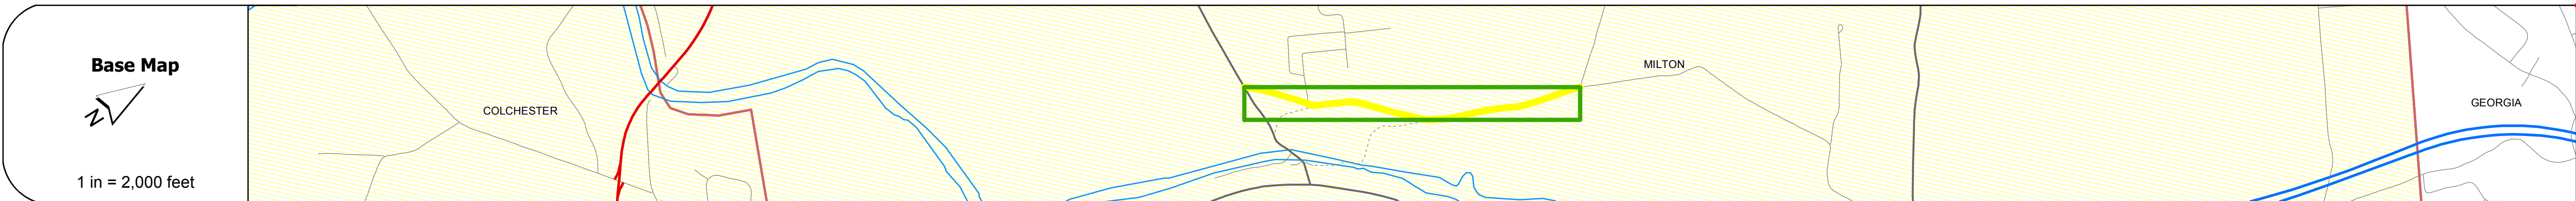 Base Map
N
1 in = 2,000 feet
COLCHESTER
MILTON
GEORGIA